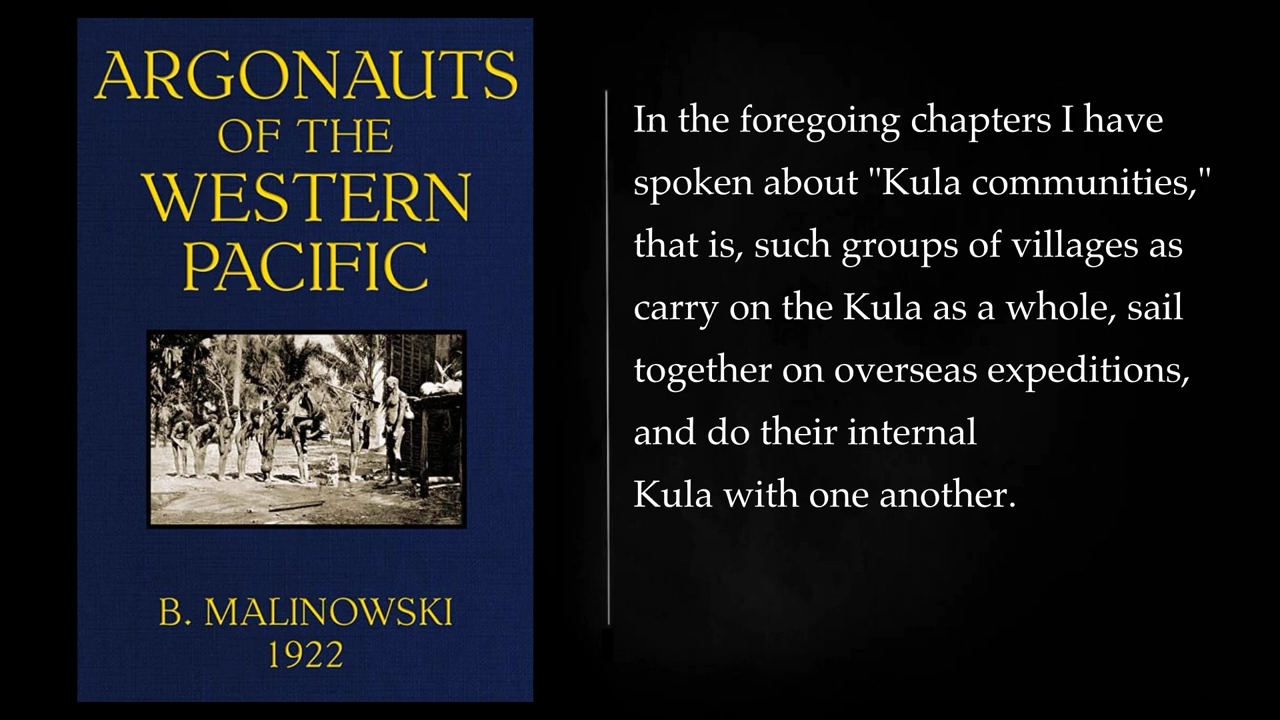 ARGONAUTS
OF THE
WESTERN
PACIFIC
B. MALINOWSKI
1922
In the foregoing chapters I have
spoken about "Kula communities,"
that is, such groups of villages as
carry on the Kula as a whole, sail
together on overseas expeditions,
and do their internal
Kula with one another.